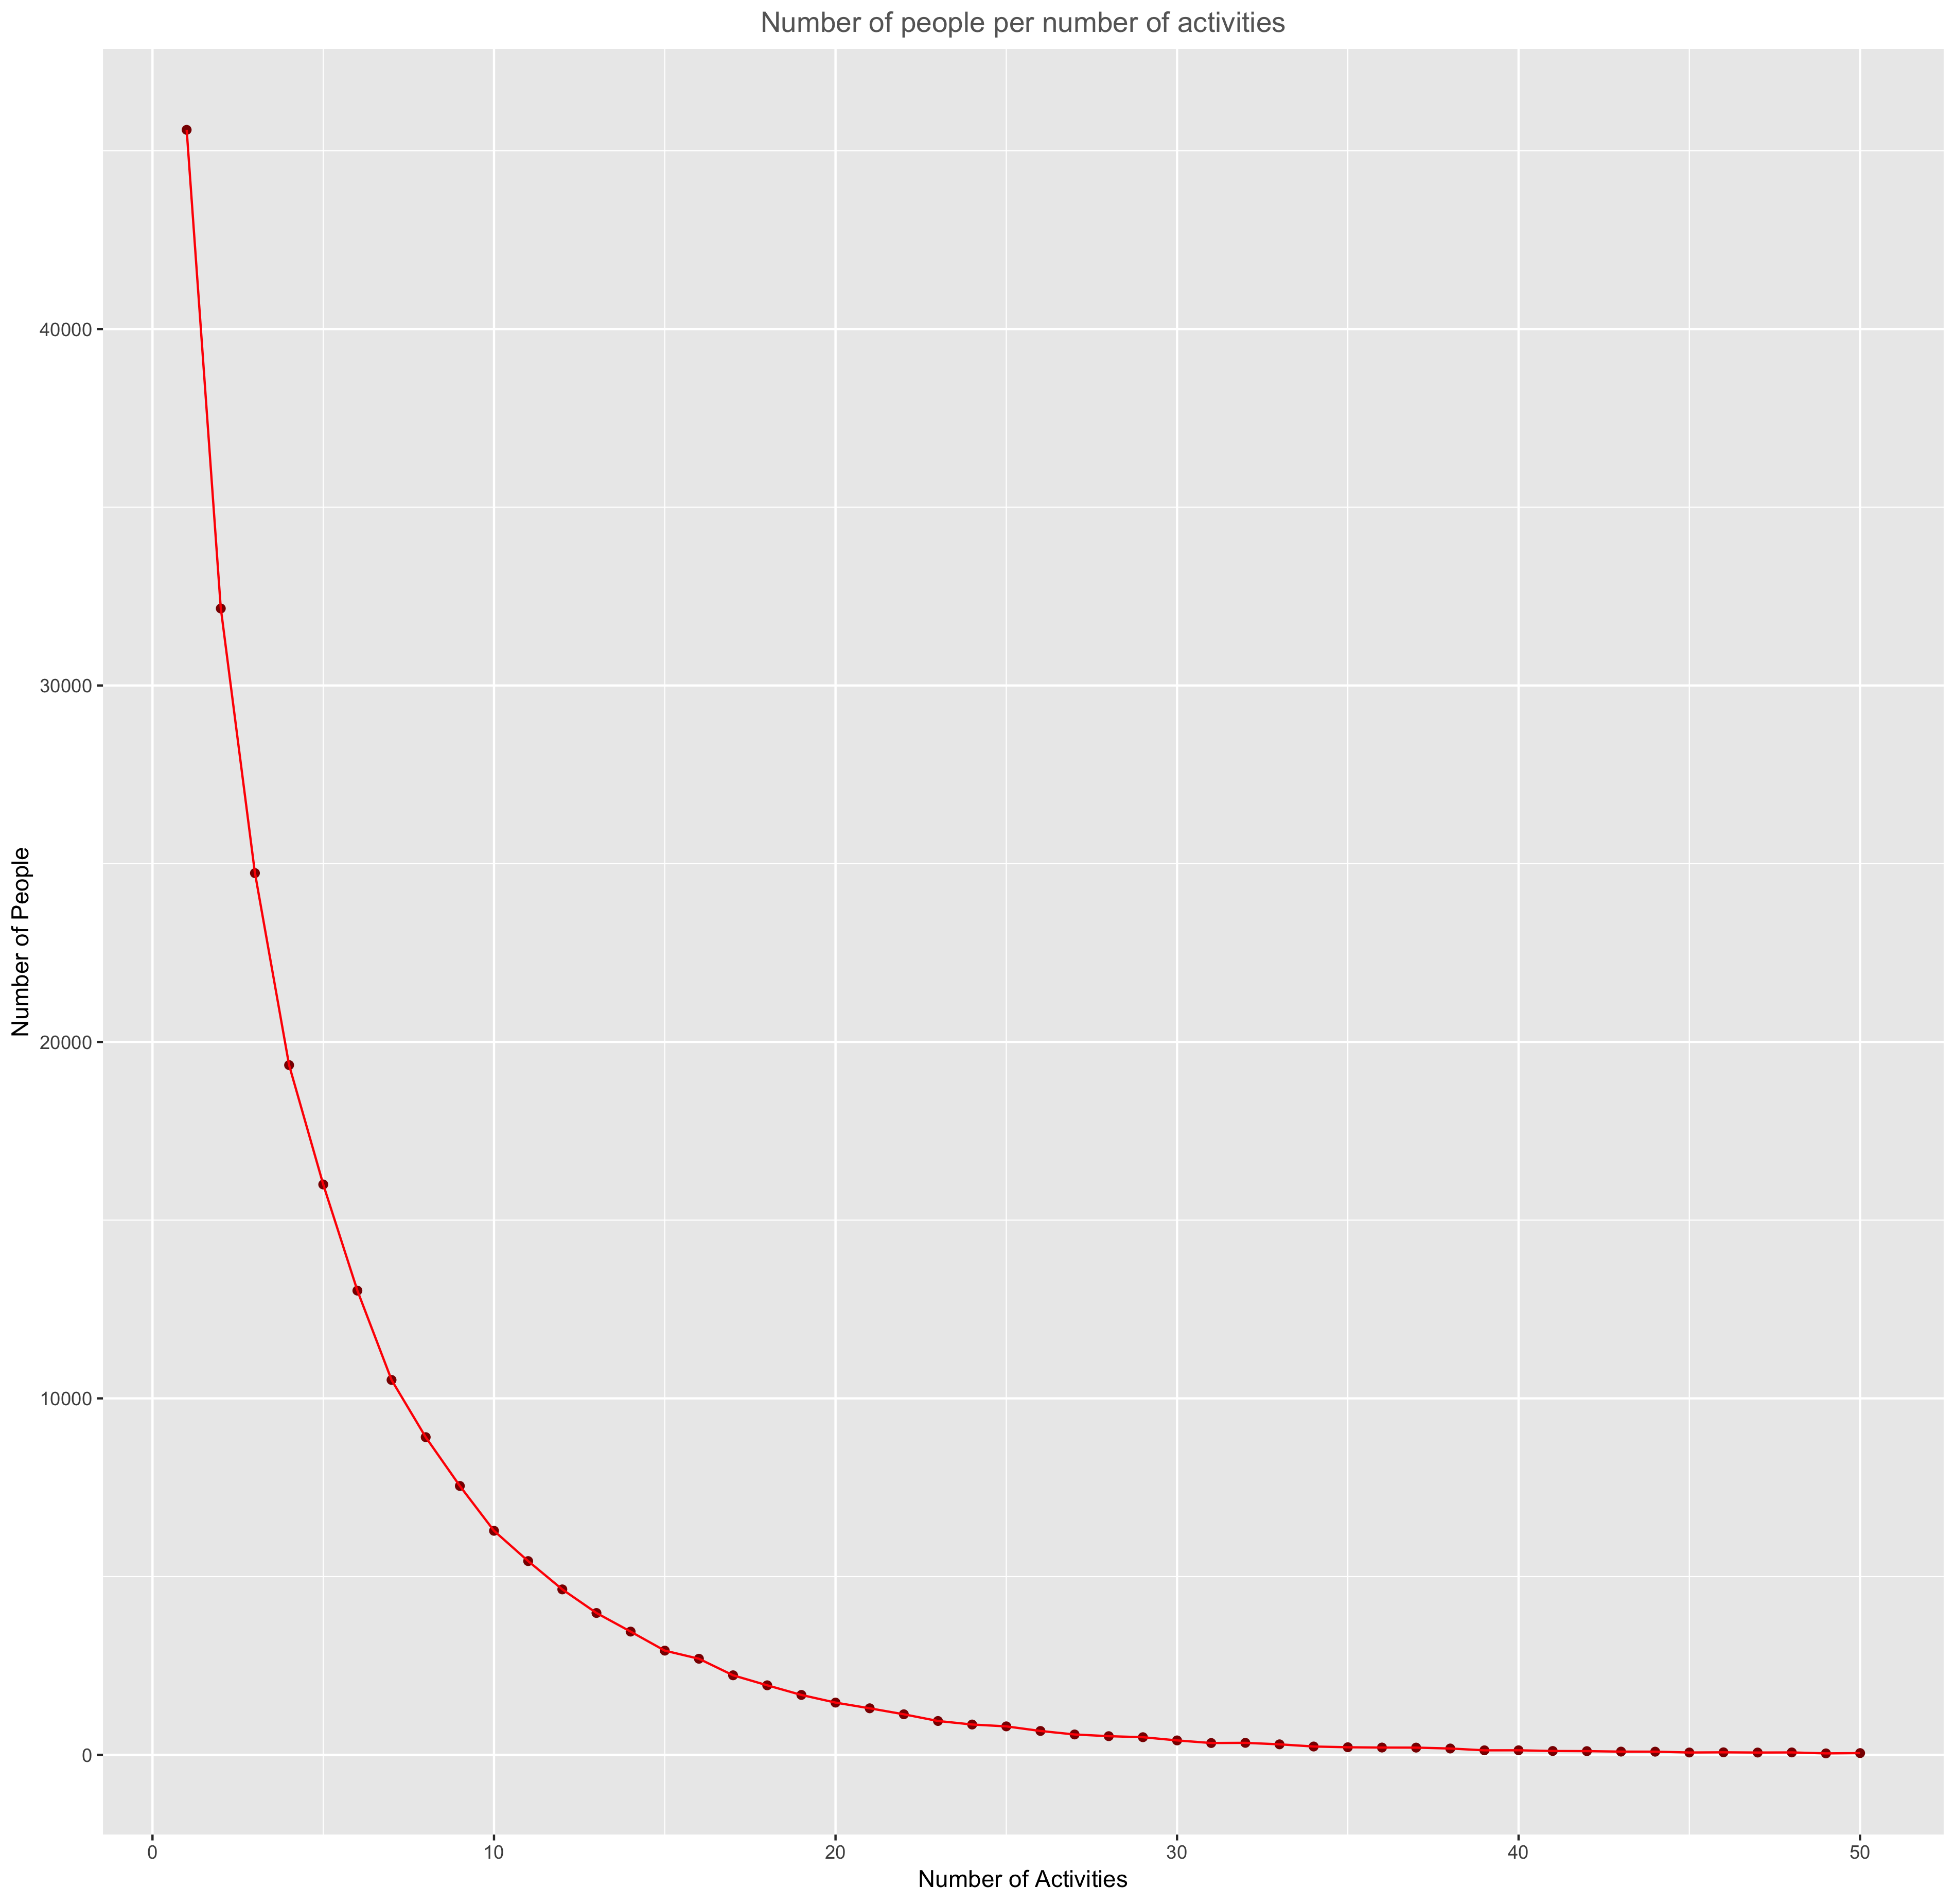 Number of people per number of activities
Number of People
40000
30000
20000
10000
0
0 10 20 30 40 50
Number of Activities